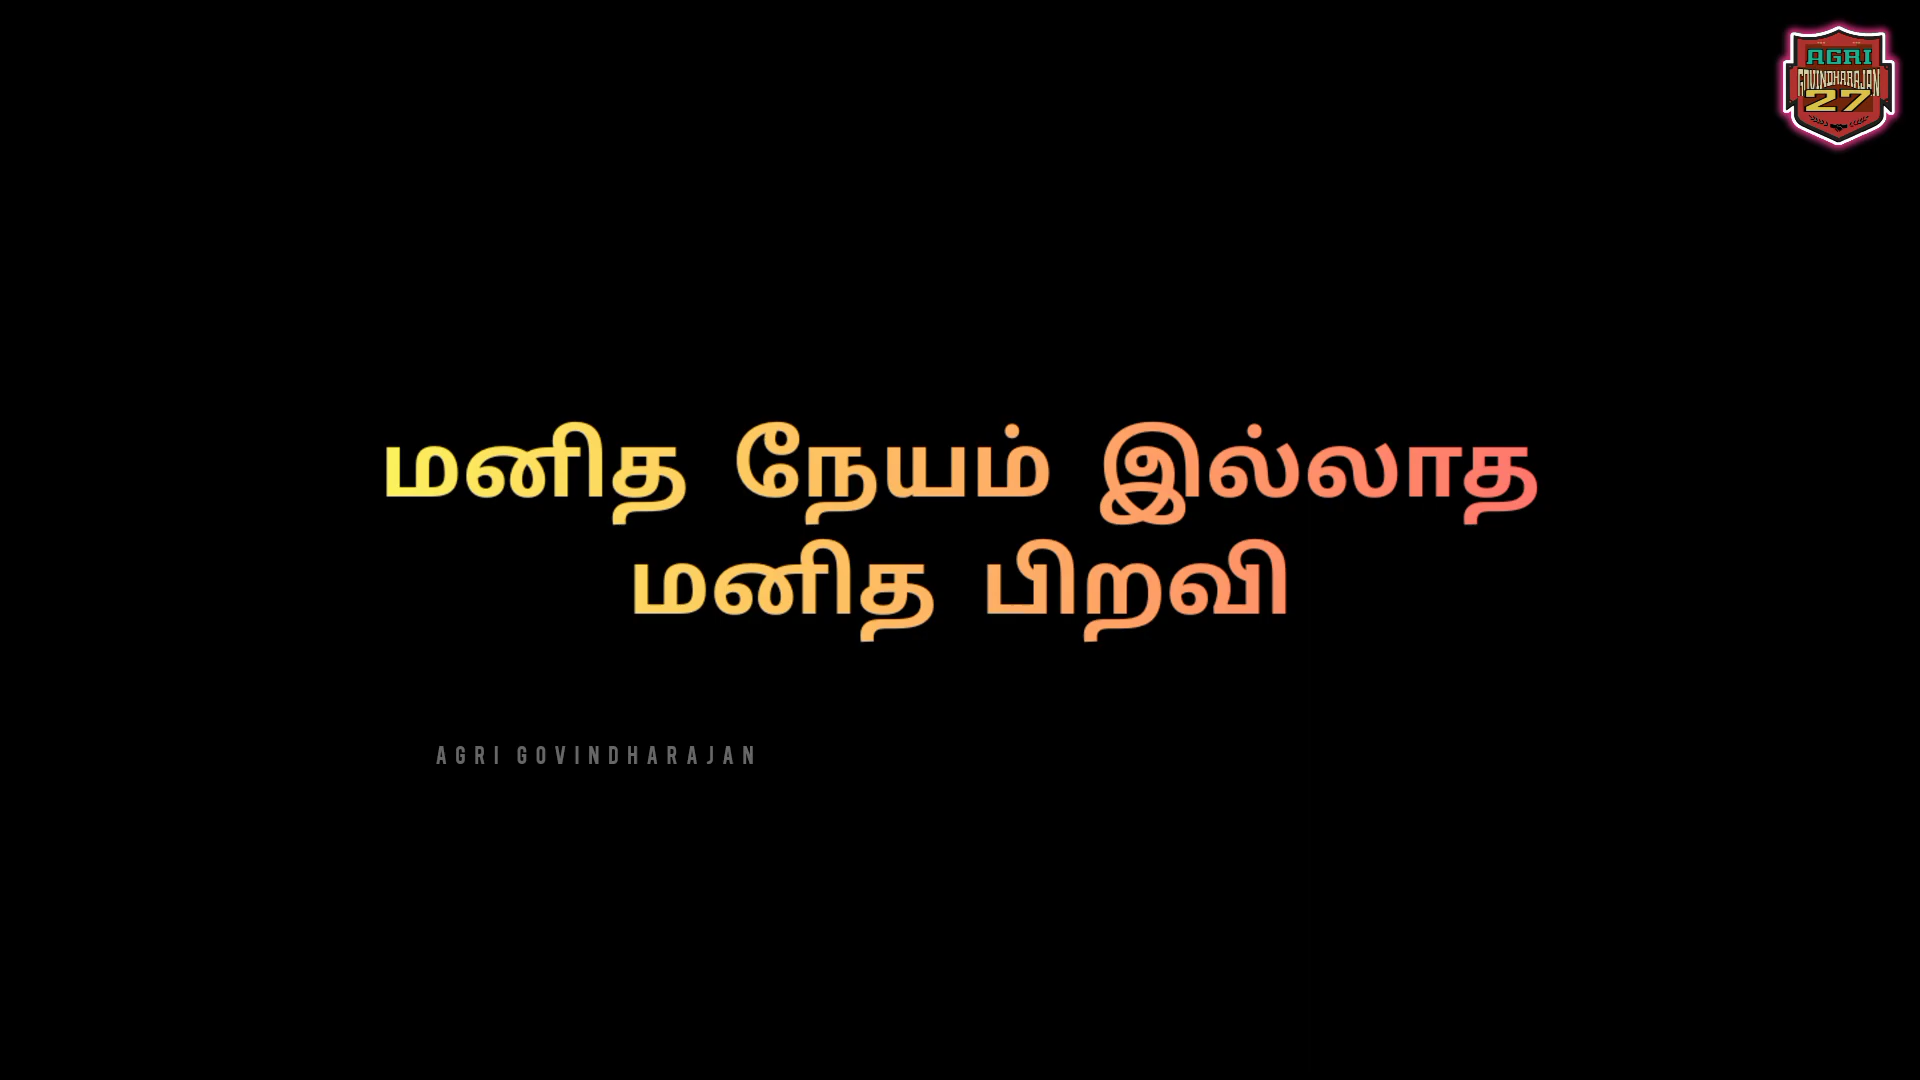 AGRI
GOVINDHARAJAN
27
மனித நேயம் இல்லாத
மனித பிறவி
AGRI GOVINDHARAJAN